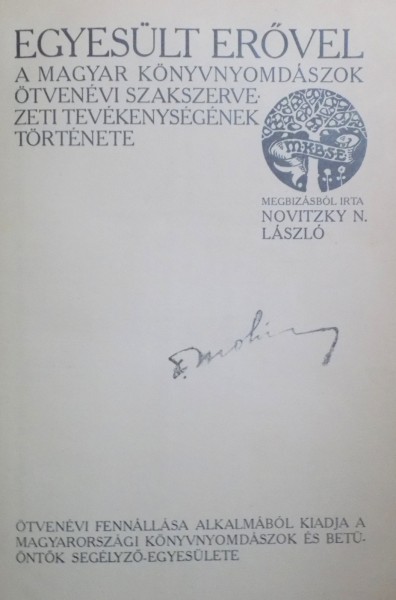 EGYESÜLT ERŐVEL
A MAGYAR KÖNYVNYOMDÁSZOK
ÖTVENÉVI SZAKSZERVE-
ZETI TEVÉKENYSÉGÉNEK
TÖRTÉNETE
M·K·B·S·E
MEGBIZÁSBÓL IRTA
NOVITZKY N.
LÁSZLÓ
ÖTVENÉVI FENNÁLLÁSA ALKALMÁBÓL KIADJA A
MAGYARORSZÁGI KÖNYVNYOMDÁSZOK ÉS BETŰ-
ÖNTŐK SEGÉLYZŐ-EGYESÜLETE